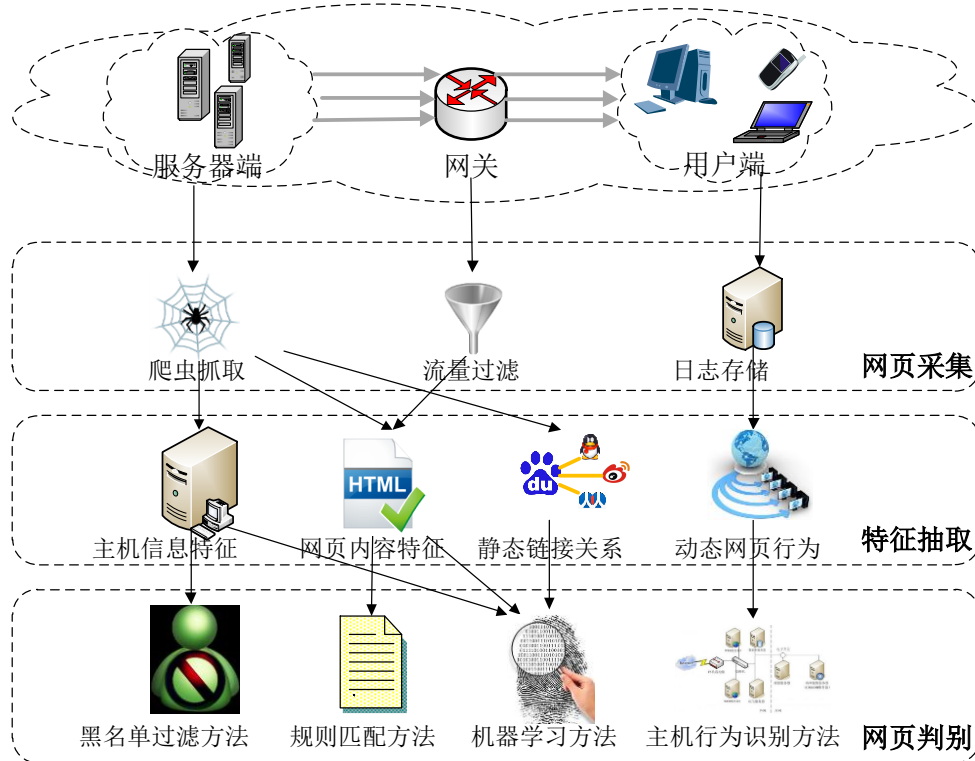 服务器端
网关
用户端
爬虫抓取
流量过滤
日志存储
网页采集
HTML
du
主机信息特征
网页内容特征
静态链接关系
动态网页行为
特征抽取
黑名单过滤方法
规则匹配方法
机器学习方法
主机行为识别方法
网页判别